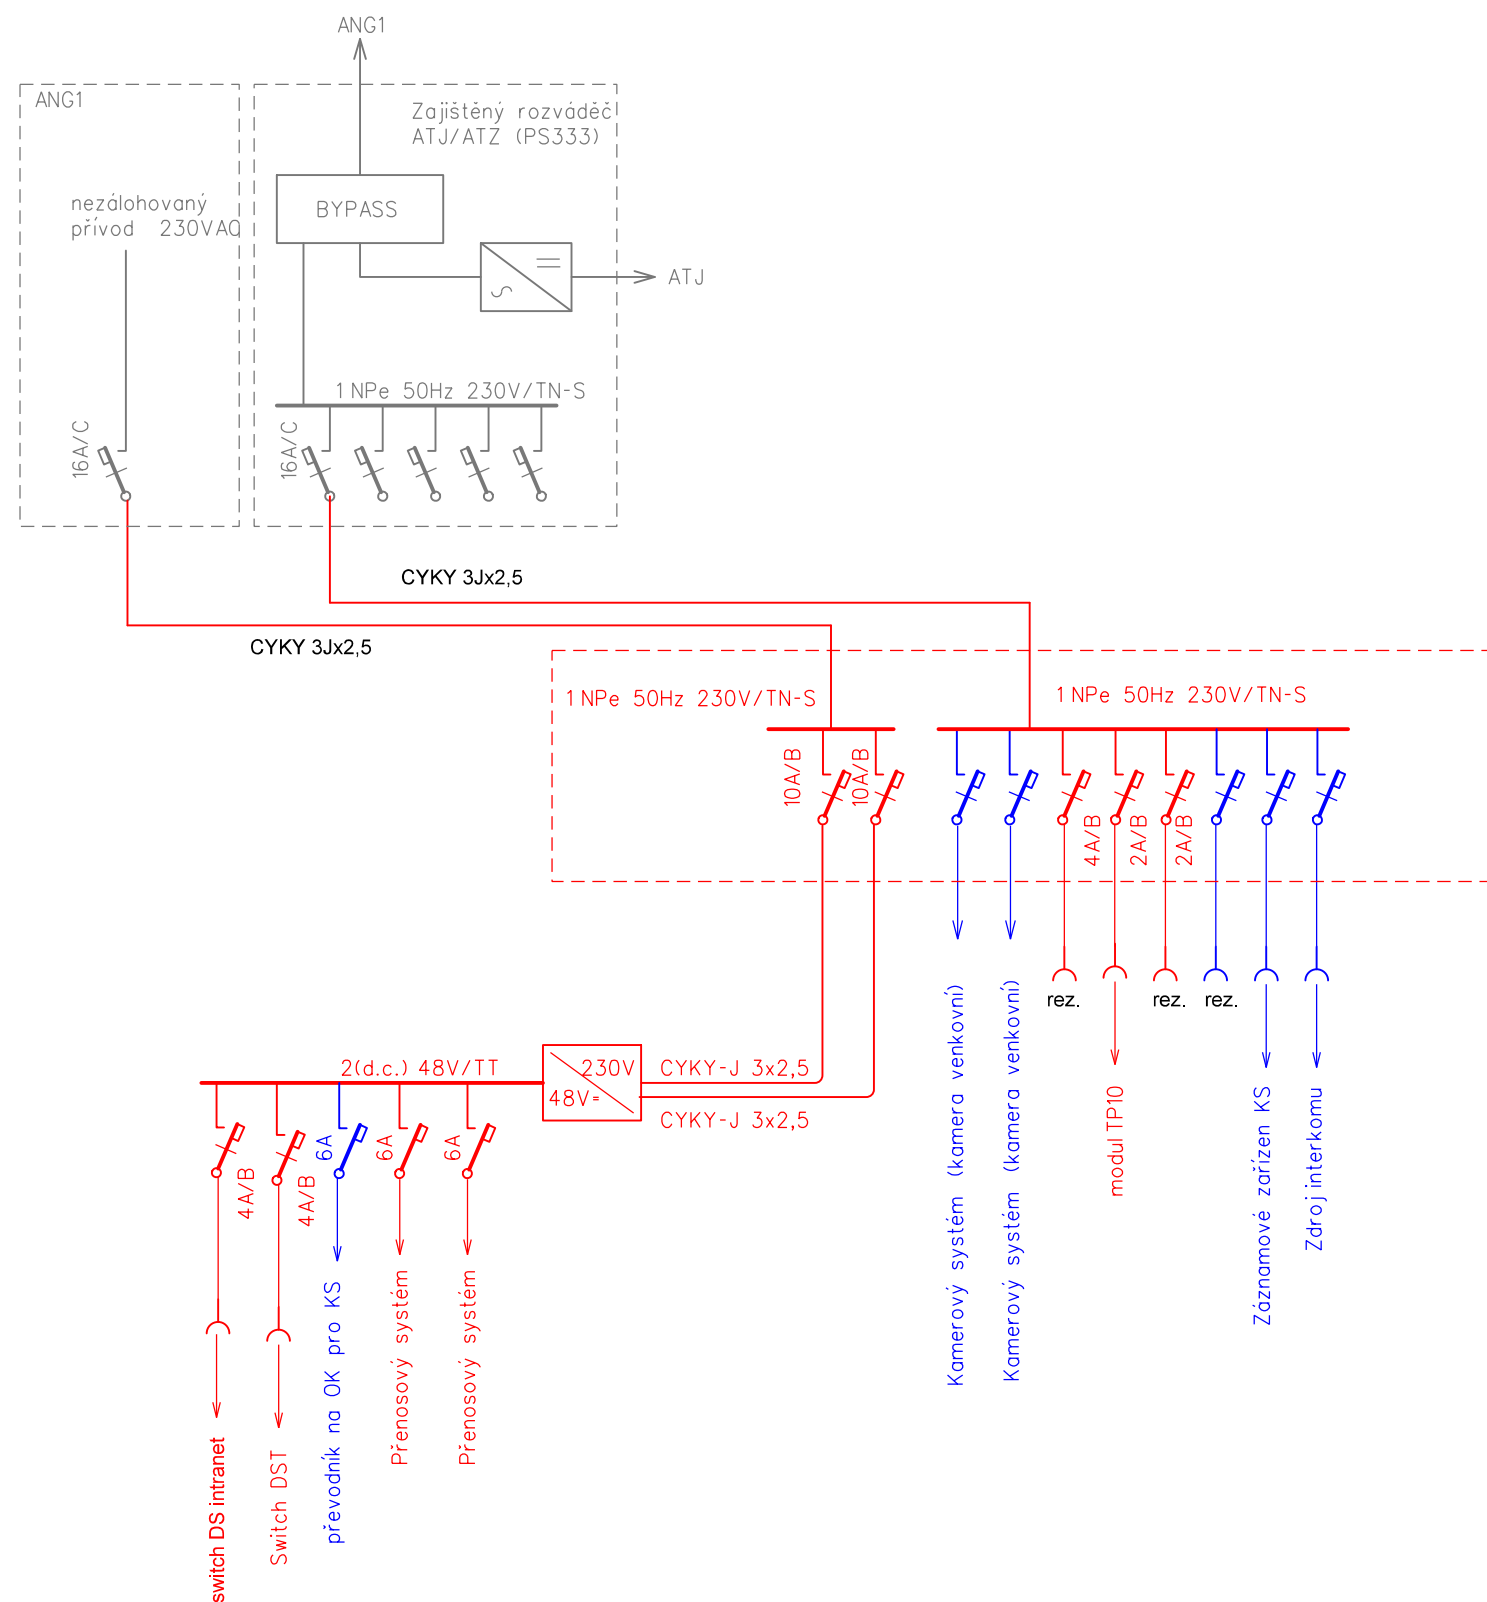 ANG1
ANG1
Zajištěný rozváděč
ATJ/ATZ (PS333)
nezálohovaný
přívod 230VAC
BYPASS
ATJ
1 NPe 50Hz 230V/TN-S
16A/C
16A/C
CYKY 3Jx2,5
CYKY 3Jx2,5
1 NPe 50Hz 230V/TN-S
1 NPe 50Hz 230V/TN-S
10A/B
10A/B
4A/B
2A/B
2A/B
rez.
rez.
rez.
Kamerový systém (kamera venkovní)
Kamerový systém (kamera venkovní)
modul TP10
Záznamové zařízen KS
Zdroj interkomu
2(d.c.) 48V/TT
230V
48V=
CYKY-J 3x2,5
CYKY-J 3x2,5
4A/B
4A/B
6A
6A
6A
switch DS intranet
Switch DST
převodník na OK pro KS
Přenosový systém
Přenosový systém